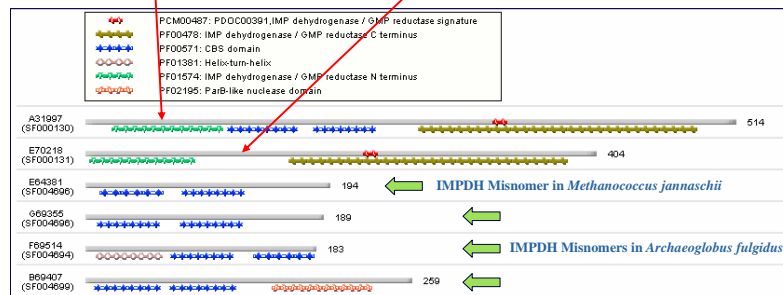 PCM00487: PDOC00391,IMP dehydrogenase / GMP reductase signature
PF00478: IMP dehydrogenase / GMP reductase C terminus
PF00571: CBS domain
PF01381: Helix-turn-helix
PF01574: IMP dehydrogenase / GMP reductase N terminus
PF02195: ParB-like nuclease domain
A31997
(SF000130)
514
E70218
(SF000131)
404
E64381
(SF004696)
194
IMPDH Misnomer in Methanococcus jannaschii
G69355
(SF004696)
189
F69514
(SF004694)
183
IMPDH Misnomers in Archaeoglobus fulgidus
B69407
(SF004699)
259